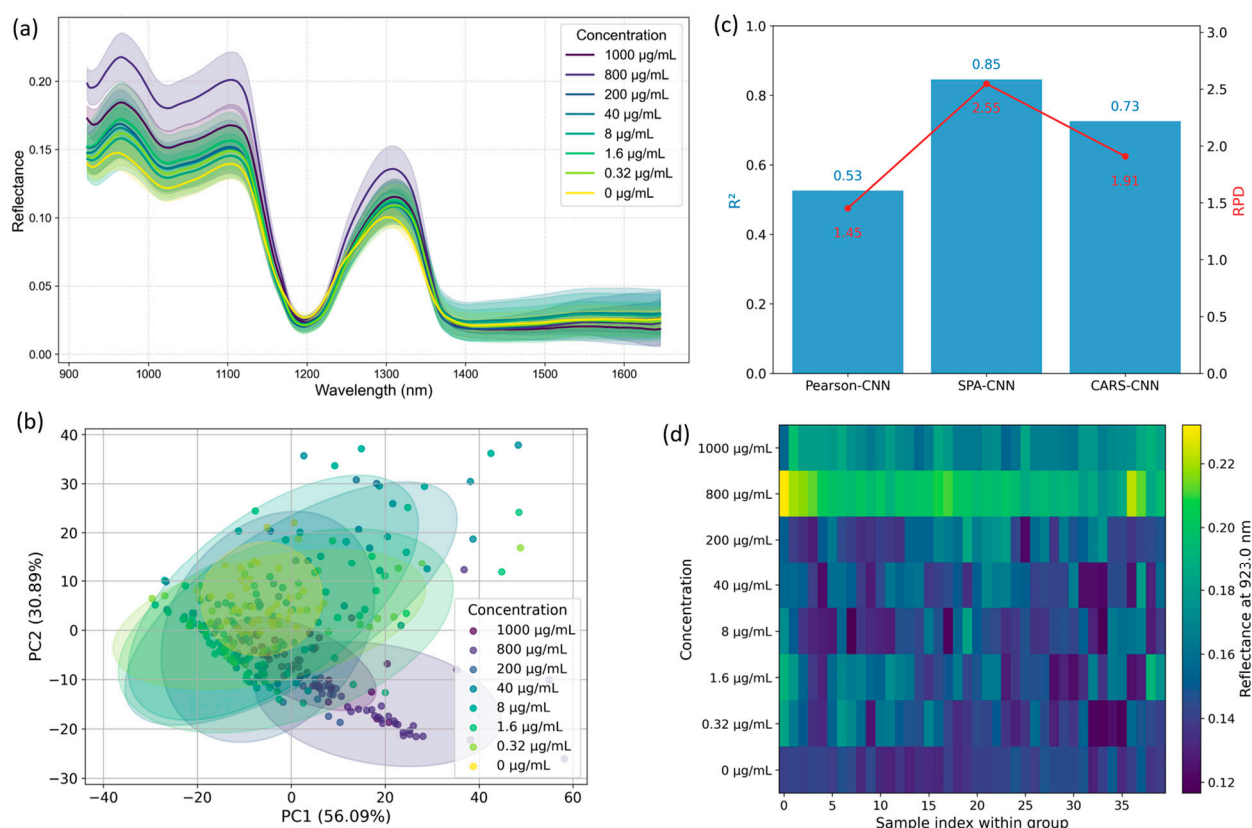 (a)
Reflectance
0.20
0.15
0.10
0.05
0.00
900 1000 1100 1200 1300 1400 1500 1600
Wavelength (nm)
Concentration
1000 µg/mL
800 µg/mL
200 µg/mL
40 µg/mL
8 µg/mL
1.6 µg/mL
0.32 µg/mL
0 µg/mL
(c)
R²
1.0
0.8
0.6
0.4
0.2
0.0
0.53
1.45
0.85
2.55
0.73
1.91
Pearson-CNN SPA-CNN CARS-CNN
3.0
2.5
2.0
1.5
1.0
0.5
0.0
RPD
(b)
PC2 (30.89%)
40
30
20
10
0
−10
−20
−30
−40 −20 0 20 40 60
PC1 (56.09%)
Concentration
1000 µg/mL
800 µg/mL
200 µg/mL
40 µg/mL
8 µg/mL
1.6 µg/mL
0.32 µg/mL
0 µg/mL
(d)
Concentration
1000 µg/mL
800 µg/mL
200 µg/mL
40 µg/mL
8 µg/mL
1.6 µg/mL
0.32 µg/mL
0 µg/mL
0 5 10 15 20 25 30 35
Sample index within group
0.22
0.20
0.18
0.16
0.14
0.12
Reflectance at 923.0 nm